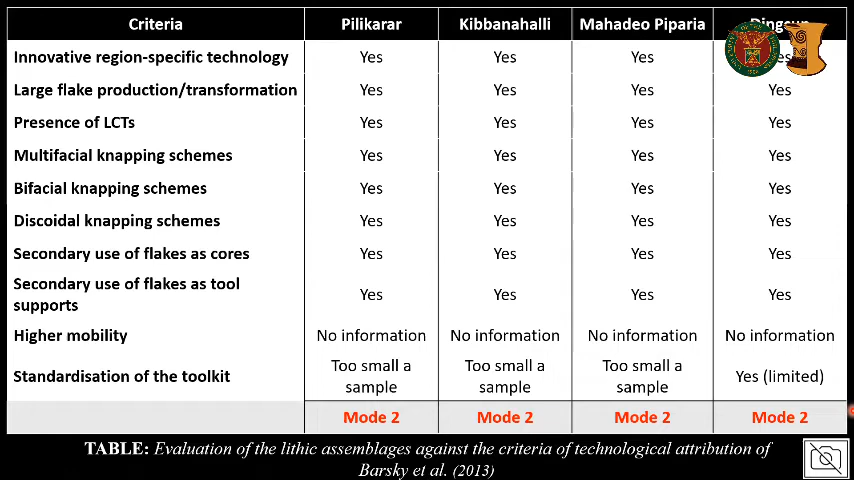 Criteria Pilikarar Kibbanahalli Mahadeo Piparia
Innovative region-specific technology Yes Yes Yes
Large flake production/transformation Yes Yes Yes Yes
Presence of LCTs Yes Yes Yes Yes
Multifacial knapping schemes Yes Yes Yes Yes
Bifacial knapping schemes Yes Yes Yes Yes
Discoidal knapping schemes Yes Yes Yes Yes
Secondary use of flakes as cores Yes Yes Yes Yes
Secondary use of flakes as tool
supports Yes Yes Yes Yes
Higher mobility No information No information No information No information
Standardisation of the toolkit Too small a sample Too small a sample Too small a sample Yes (limited)
Mode 2 Mode 2 Mode 2 Mode 2
TABLE: Evaluation of the lithic assemblages against the criteria of technological attribution of
Barsky et al. (2013)